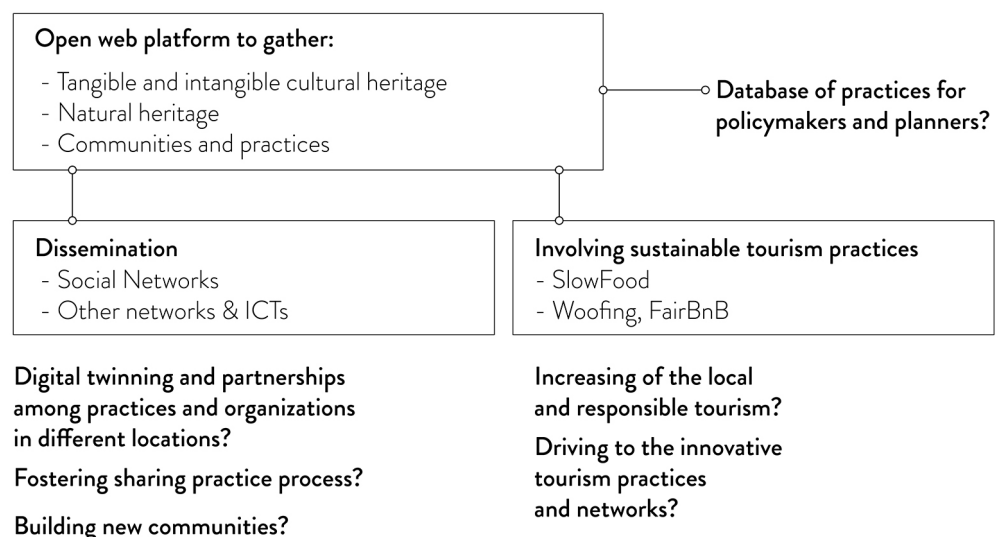 Open web platform to gather:
- Tangible and intangible cultural heritage
- Natural heritage
- Communities and practices
Database of practices for
policymakers and planners?
Dissemination
- Social Networks
- Other networks & ICTs
Involving sustainable tourism practices
- SlowFood
- Woofing, FairBnB
Digital twinning and partnerships
among practices and organizations
in different locations?
Fostering sharing practice process?
Building new communities?
Increasing of the local
and responsible tourism?
Driving to the innovative
tourism practices
and networks?